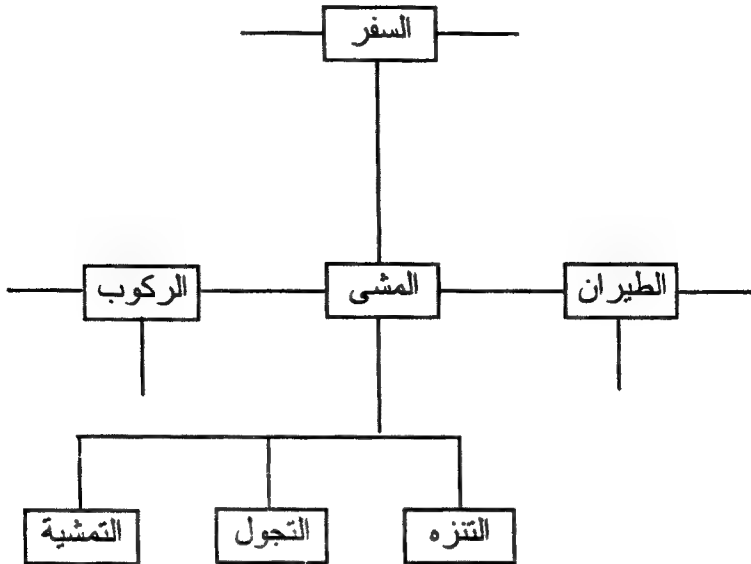 السفر
الطيران
المشى
الركوب
التنزه
التجول
التمشية